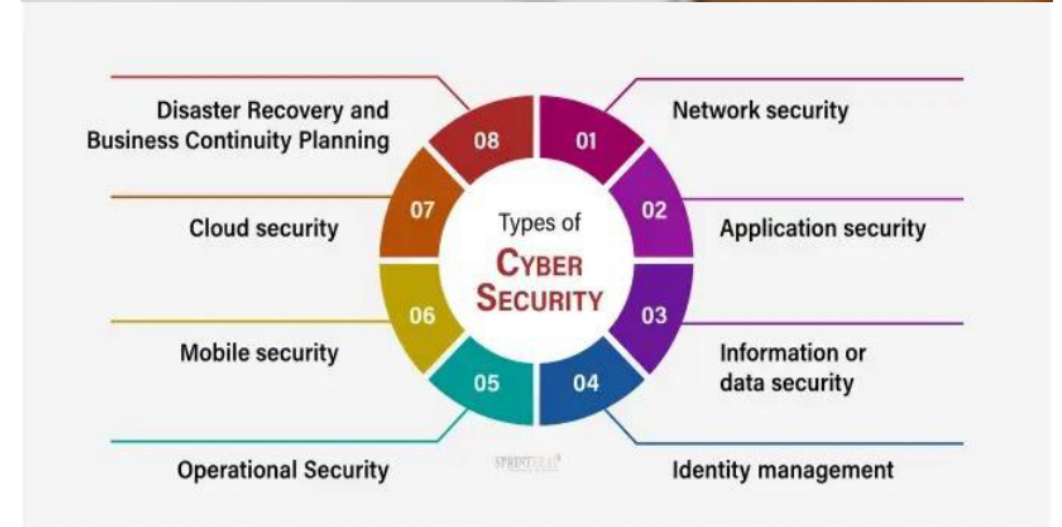 Types of
CYBER
SECURITY
01
Network security
02
Application security
03
Information or
data security
04
Identity management
05
Operational Security
06
Mobile security
07
Cloud security
08
Disaster Recovery and
Business Continuity Planning